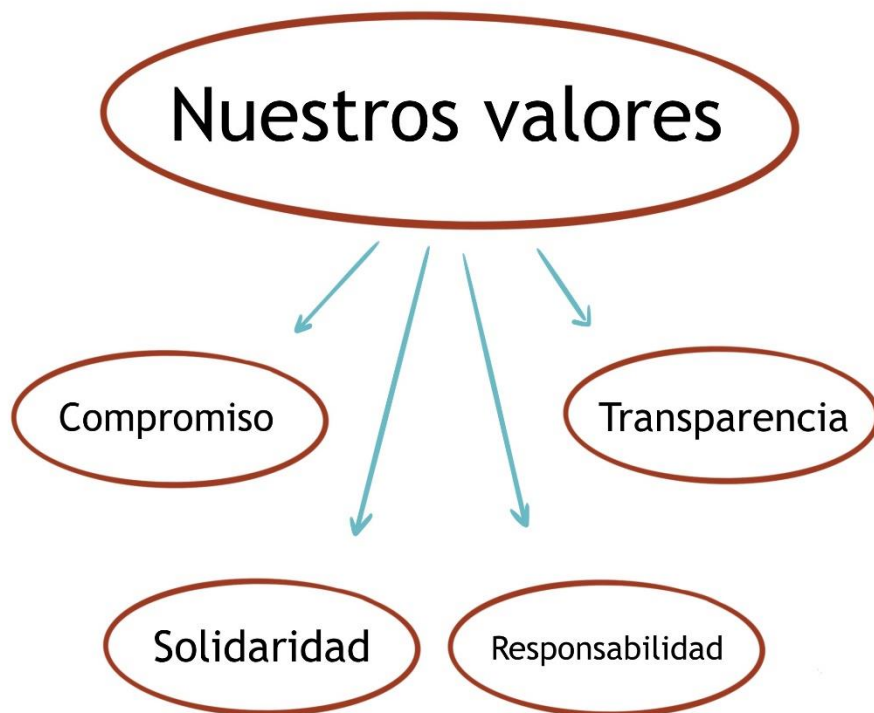 Nuestros valores
Compromiso
Transparencia
Solidaridad
Responsabilidad